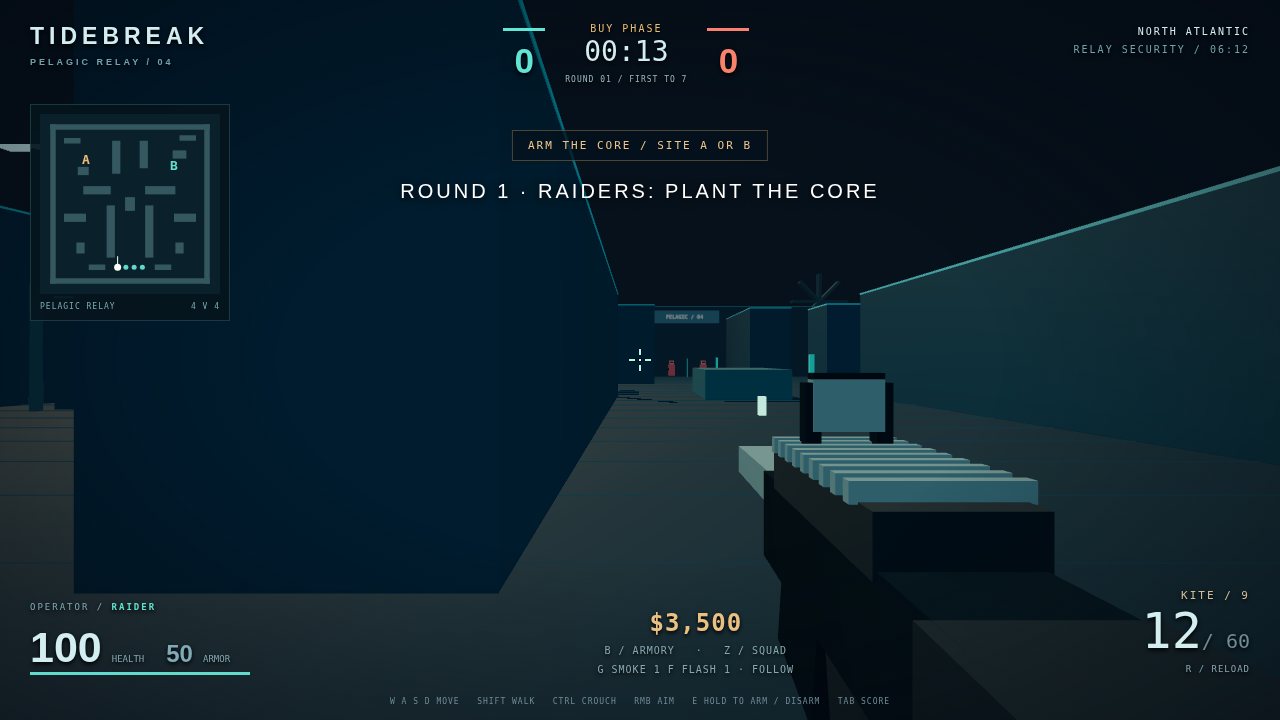 TIDEBREAK
PELAGIC RELAY / 04
0
BUY PHASE
00:13
ROUND 01 / FIRST TO 7
0
NORTH ATLANTIC
RELAY SECURITY / 06:12
ARM THE CORE / SITE A OR B
ROUND 1 · RAIDERS: PLANT THE CORE
A
B
PELAGIC RELAY 4 V 4
PELAGIC / 04
OPERATOR / RAIDER
100 HEALTH 50 ARMOR
$3,500
B / ARMORY · Z / SQUAD
G SMOKE 1 F FLASH 1 · FOLLOW
KITE / 9
12 / 60
R / RELOAD
W A S D MOVE SHIFT WALK CTRL CROUCH RMB AIM E HOLD TO ARM / DISARM TAB SCORE